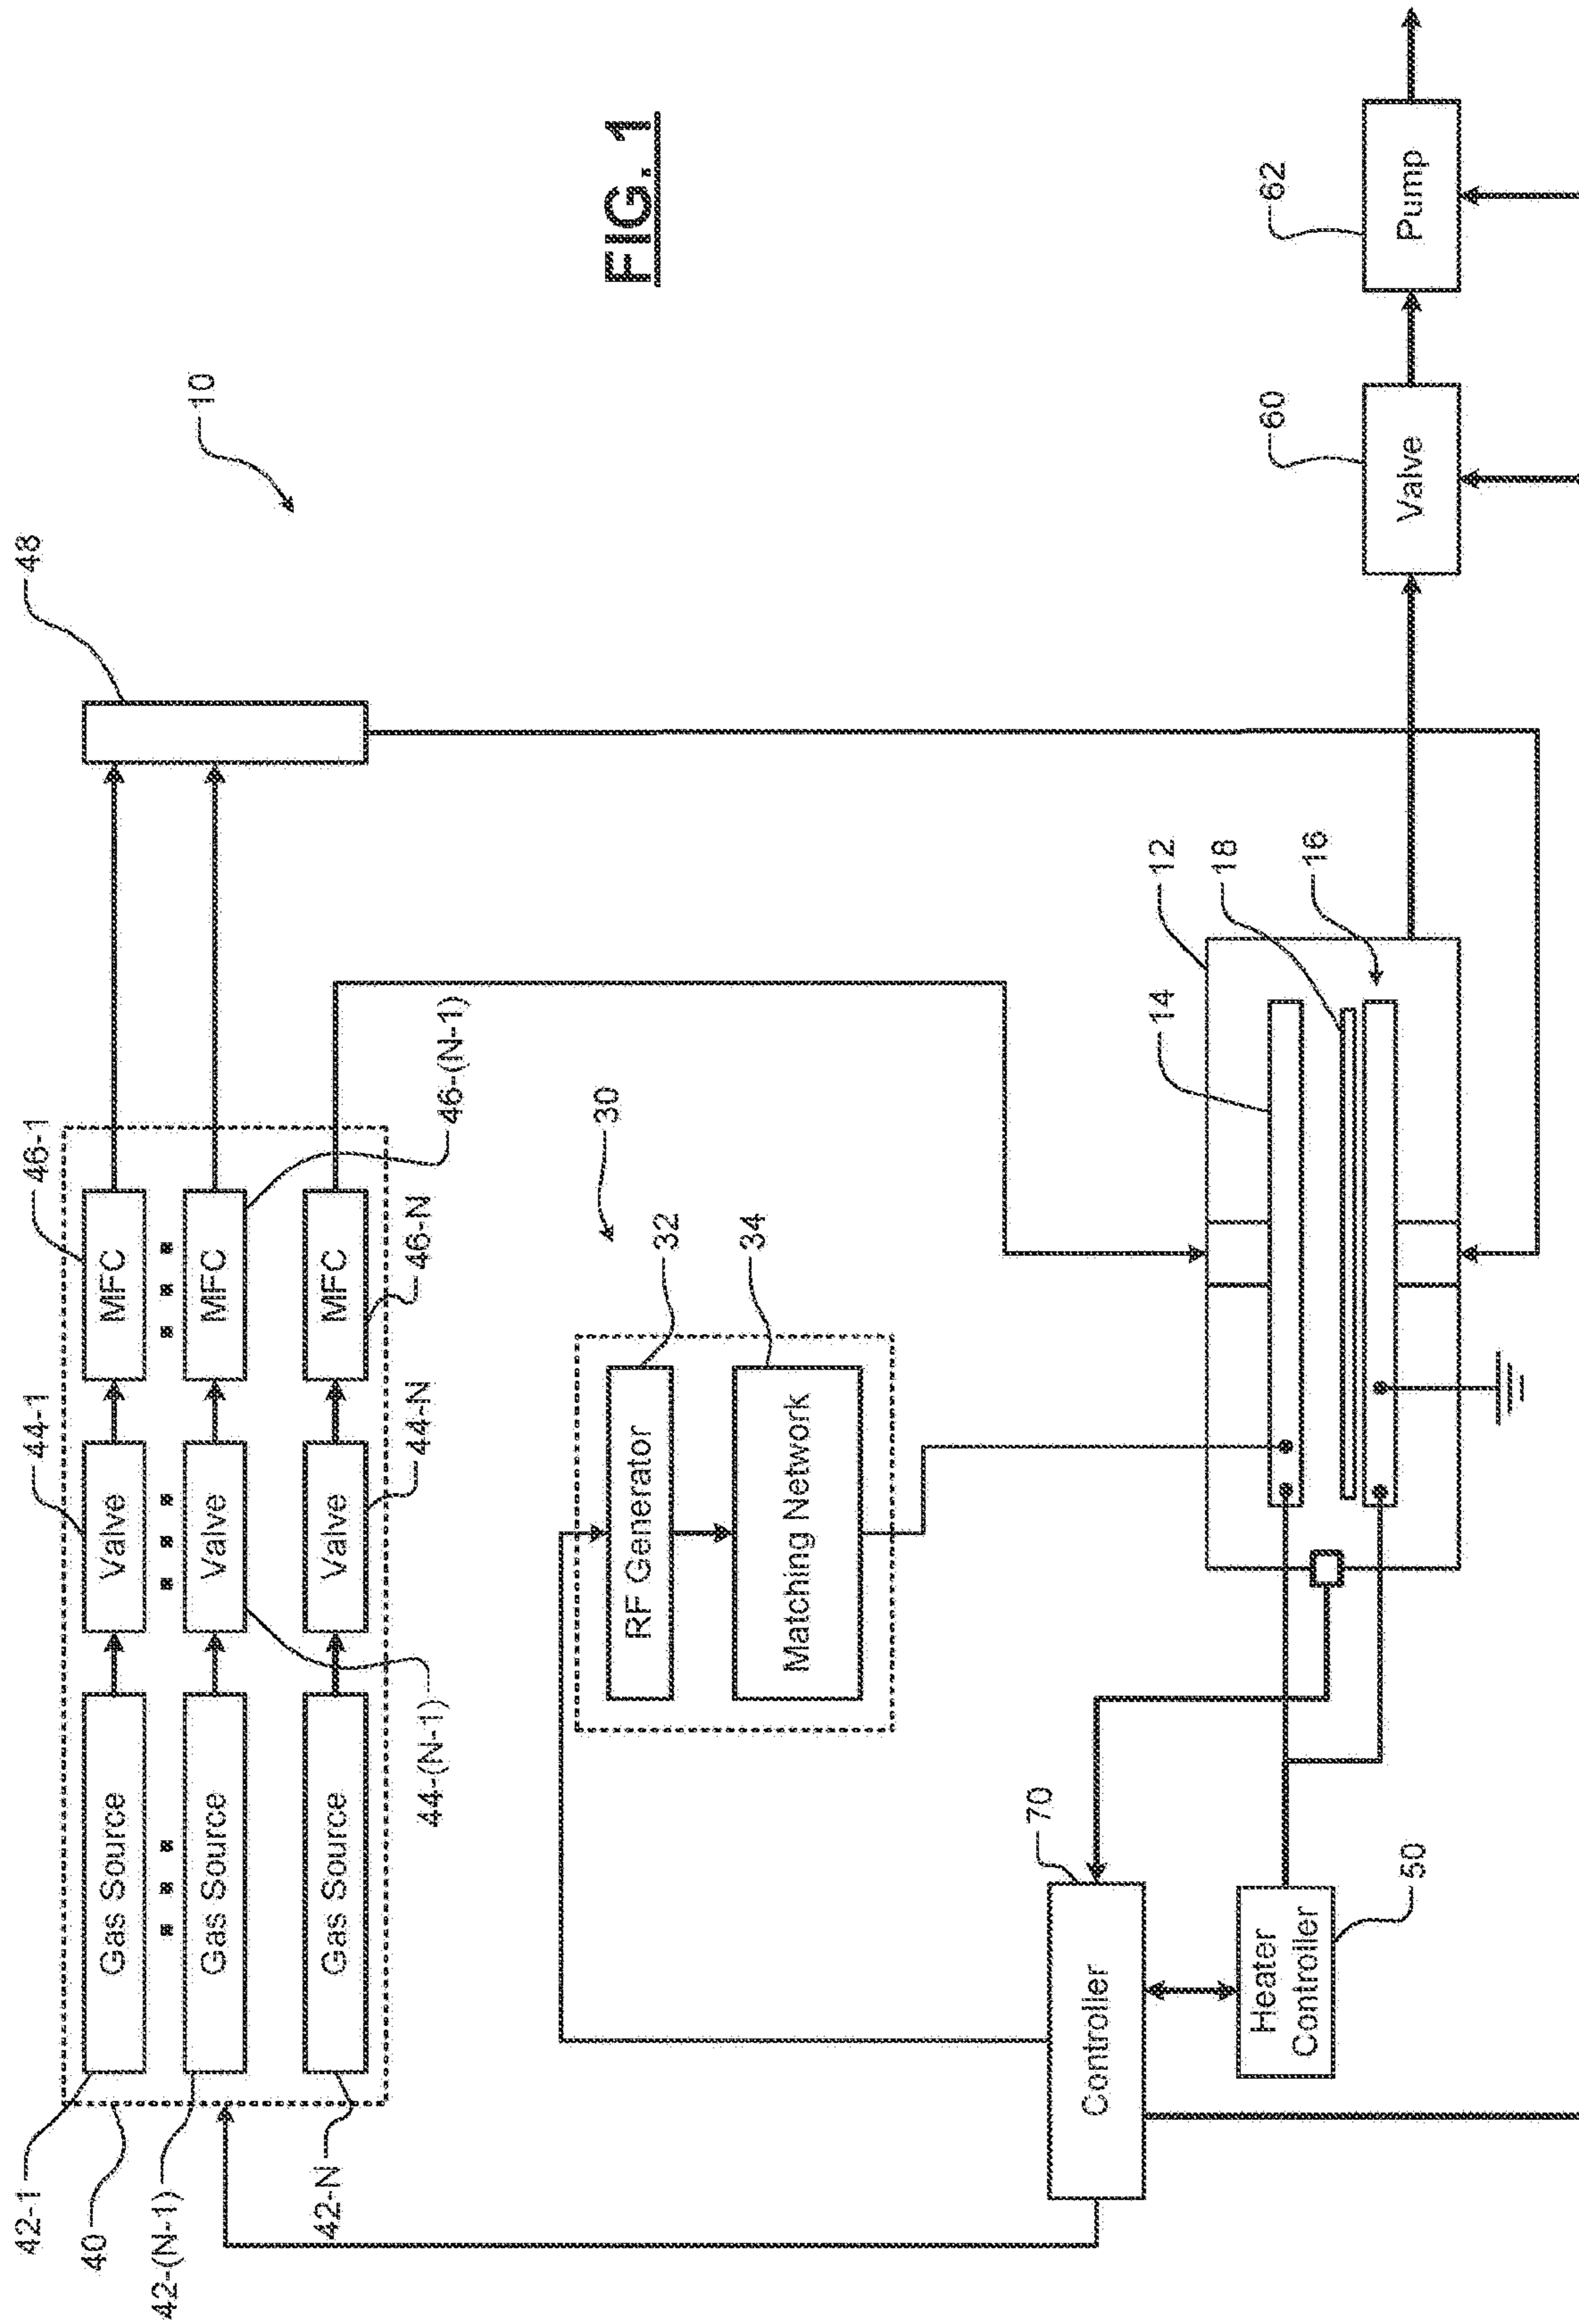 FIG. 1
10
42-1
40
42-(N-1)
42-N
Gas Source
Valve
MFC
44-1
46-1
48
Gas Source
Valve
MFC
44-(N-1)
46-(N-1)
Gas Source
Valve
MFC
44-N
46-N
30
RF Generator
32
Matching Network
34
70
Controller
Heater
Controller
50
14
12
18
16
60
Valve
62
Pump